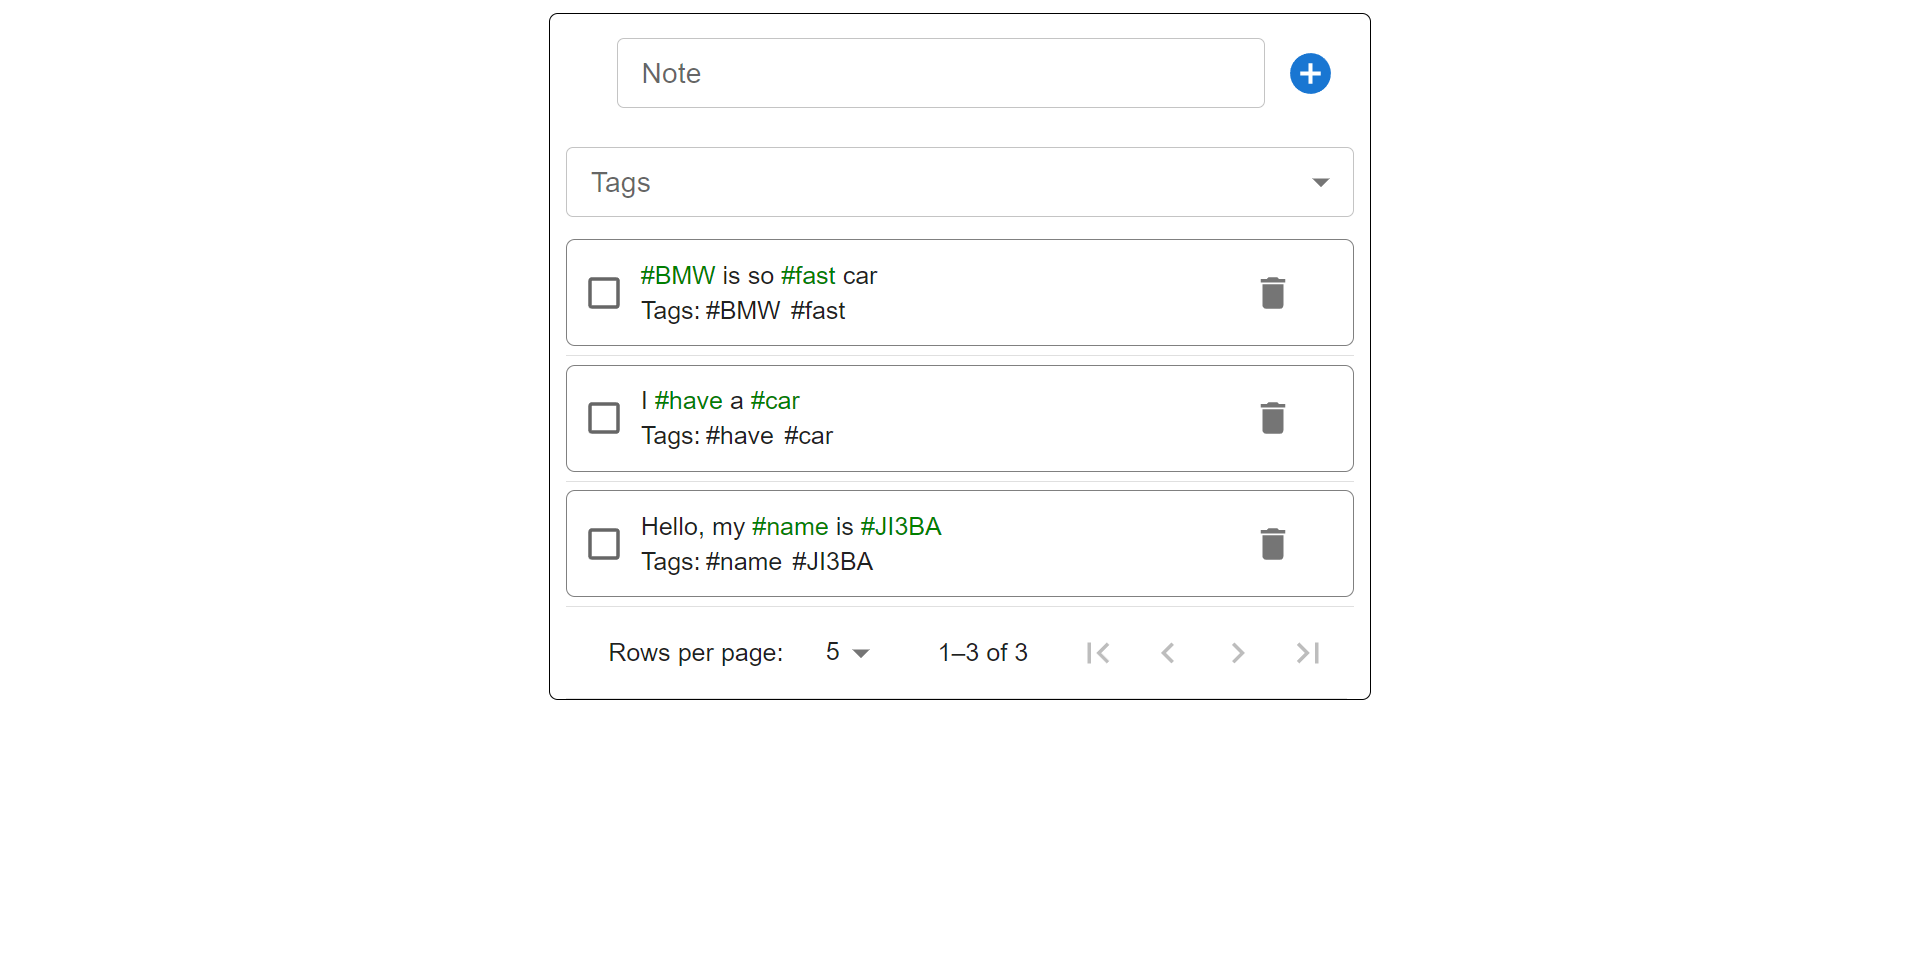 Note
Tags
#BMW is so #fast car
Tags: #BMW #fast
I #have a #car
Tags: #have #car
Hello, my #name is #JI3BA
Tags: #name #JI3BA
Rows per page: 5 1–3 of 3